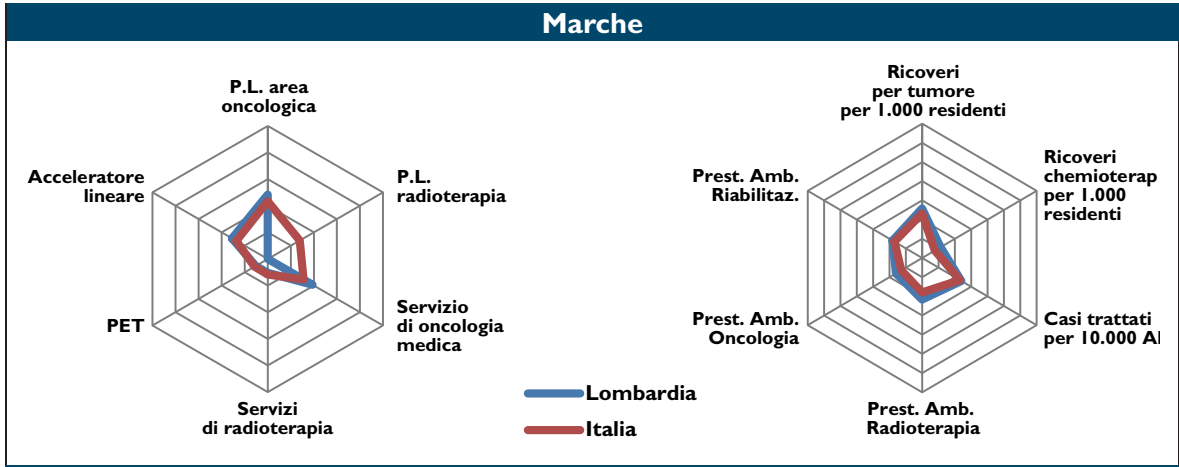 Marche
P.L. area
oncologica
P.L.
radioterapia
Servizio
di oncologia
medica
Servizi
di radioterapia
PET
Acceleratore
lineare
Ricoveri
per tumore
per 1.000 residenti
Ricoveri
chemioterap
per 1.000
residenti
Casi trattati
per 10.000 Al
Prest. Amb.
Radioterapia
Prest. Amb.
Oncologia
Prest. Amb.
Riabilitaz.
Lombardia
Italia